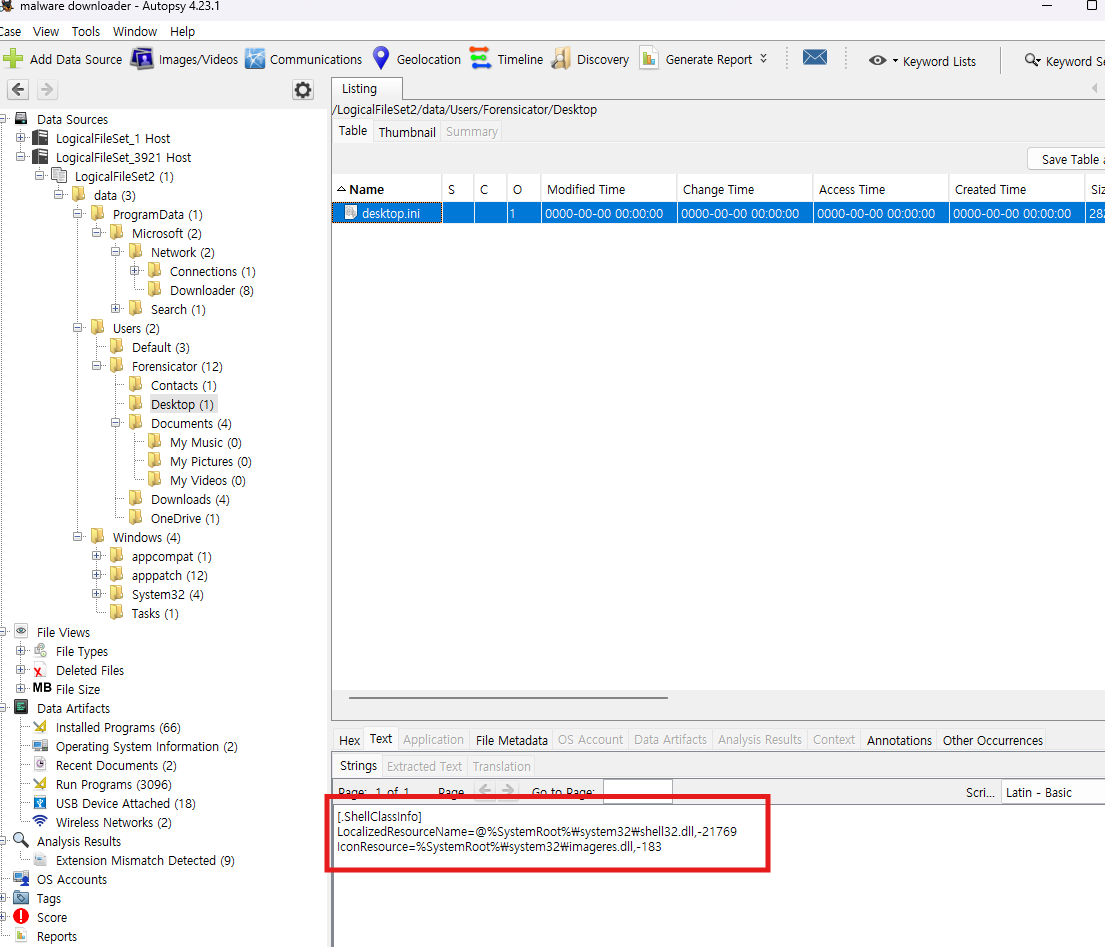 malware downloader - Autopsy 4.23.1
Case View Tools Window Help
Add Data Source Images/Videos Communications Geolocation Timeline Discovery Generate Report Keyword Lists Keyword Se
Listing
/LogicalFileSet2/data/Users/Forensicator/Desktop
Table Thumbnail Summary
Save Table a
Name S C O Modified Time Change Time Access Time Created Time Siz
desktop.ini 1 0000-00-00 00:00:00 0000-00-00 00:00:00 0000-00-00 00:00:00 0000-00-00 00:00:00 282
Data Sources
LogicalFileSet_1 Host
LogicalFileSet_3921 Host
LogicalFileSet2 (1)
data (3)
ProgramData (1)
Microsoft (2)
Network (2)
Connections (1)
Downloader (8)
Search (1)
Users (2)
Default (3)
Forensicator (12)
Contacts (1)
Desktop (1)
Documents (4)
My Music (0)
My Pictures (0)
My Videos (0)
Downloads (4)
OneDrive (1)
Windows (4)
appcompat (1)
apppatch (12)
System32 (4)
Tasks (1)
File Views
File Types
Deleted Files
MB File Size
Data Artifacts
Installed Programs (66)
Operating System Information (2)
Recent Documents (2)
Run Programs (3096)
USB Device Attached (18)
Wireless Networks (2)
Analysis Results
Extension Mismatch Detected (9)
OS Accounts
Tags
Score
Reports
Hex Text Application File Metadata OS Account Data Artifacts Analysis Results Context Annotations Other Occurrences
Strings Extracted Text Translation
Page: 1 of 1 Page Go to Page: Scri... Latin - Basic
[.ShellClassInfo]
LocalizedResourceName=@%SystemRoot%₩system32₩shell32.dll,-21769
IconResource=%SystemRoot%₩system32₩imageres.dll,-183